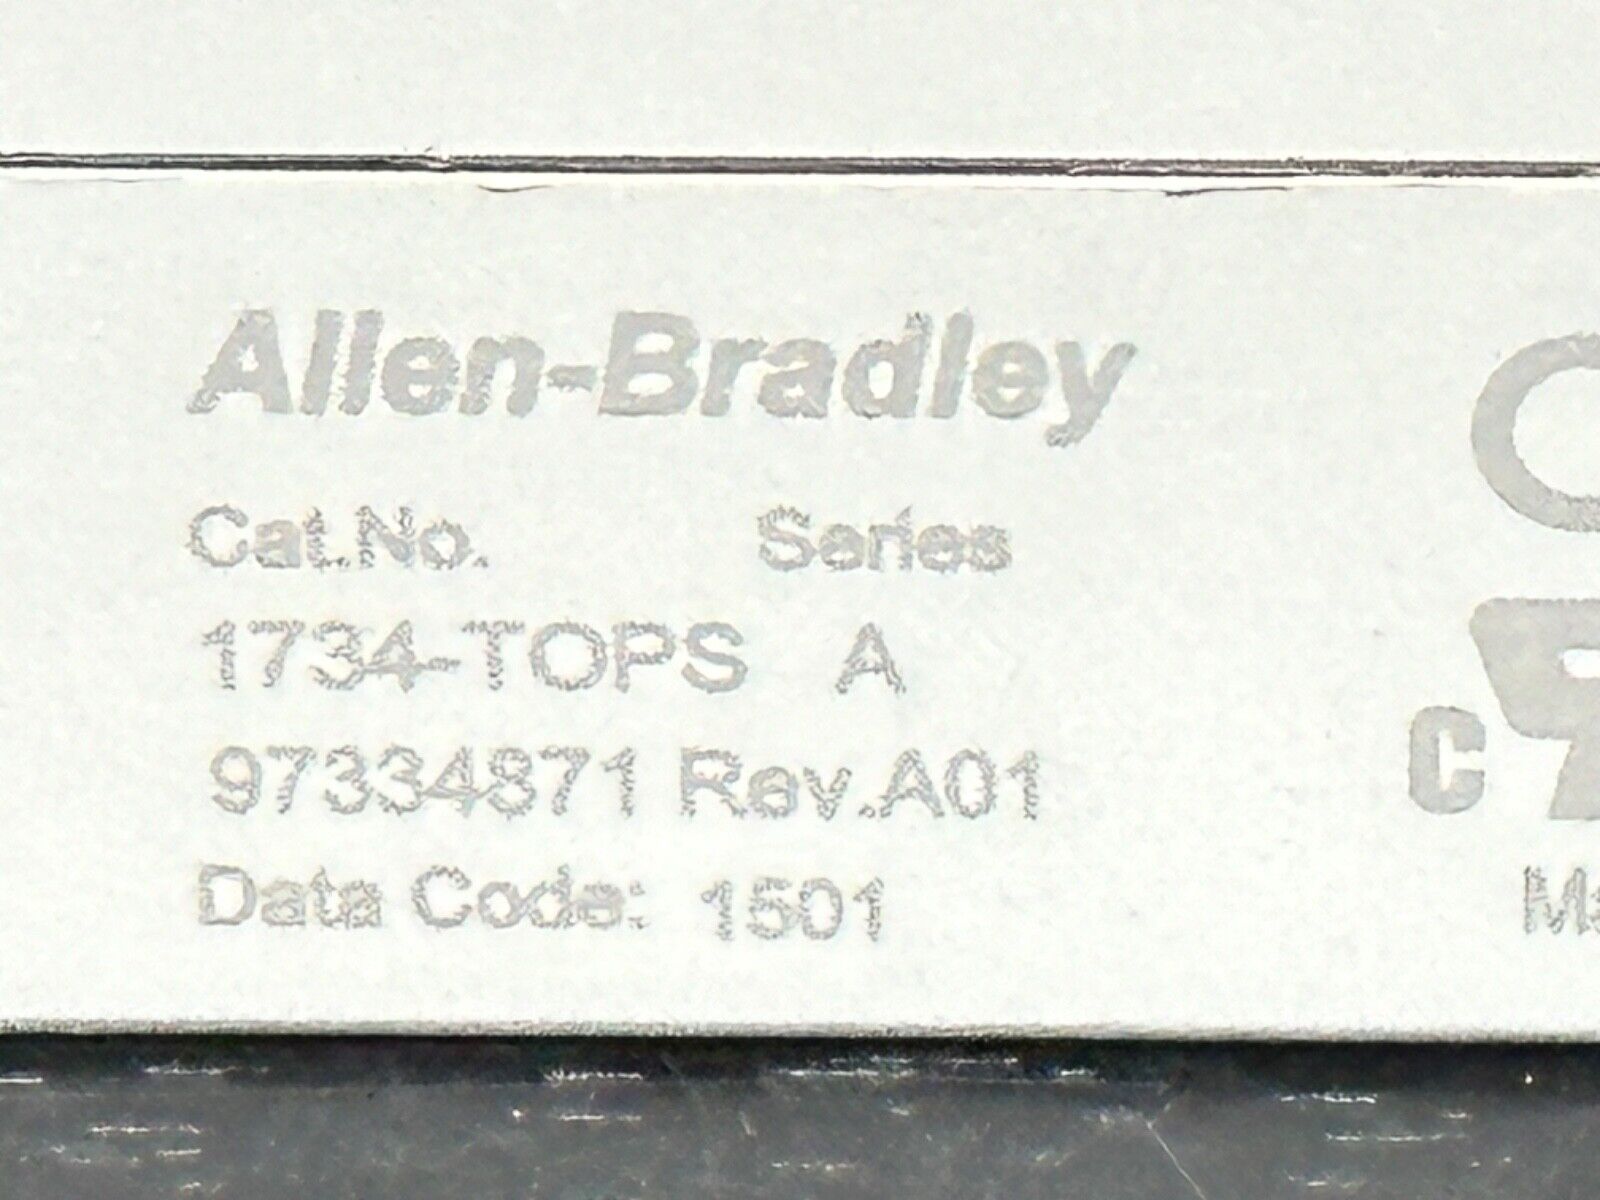 Allen-Bradley
Cat.No. Series
1734-TOPS A
97334871 Rev.A01
Data Code: 1501
c